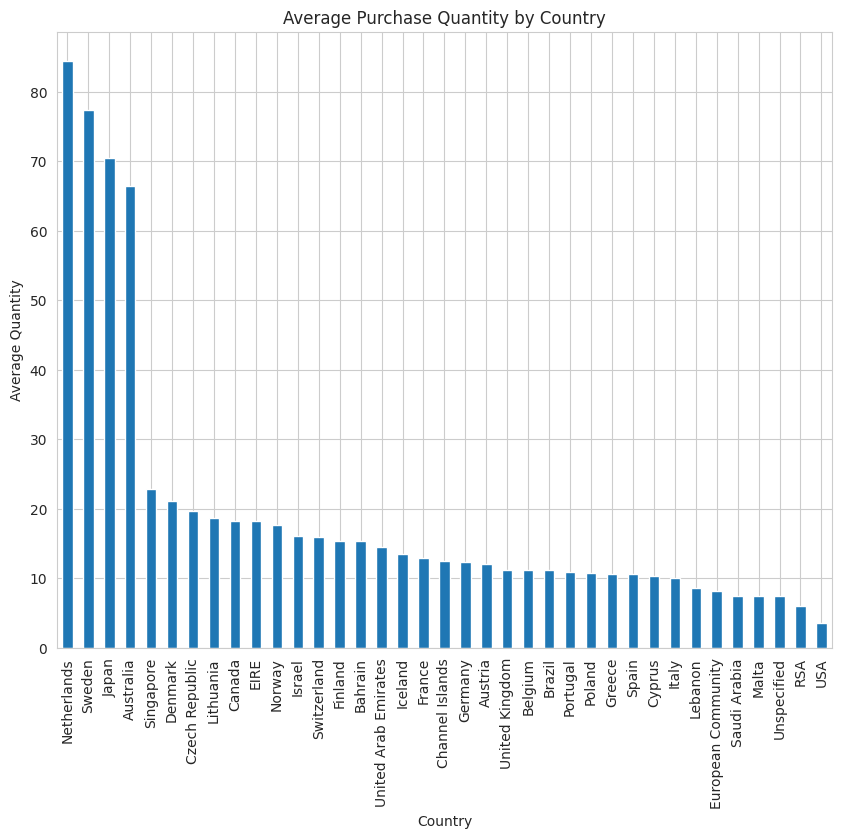 Average Purchase Quantity by Country
Average Quantity
80
70
60
50
40
30
20
10
0
Netherlands
Sweden
Japan
Australia
Singapore
Denmark
Czech Republic
Lithuania
Canada
EIRE
Norway
Israel
Switzerland
Finland
Bahrain
United Arab Emirates
Iceland
France
Channel Islands
Germany
Austria
United Kingdom
Belgium
Brazil
Portugal
Poland
Greece
Spain
Cyprus
Italy
Lebanon
European Community
Saudi Arabia
Malta
Unspecified
RSA
USA
Country